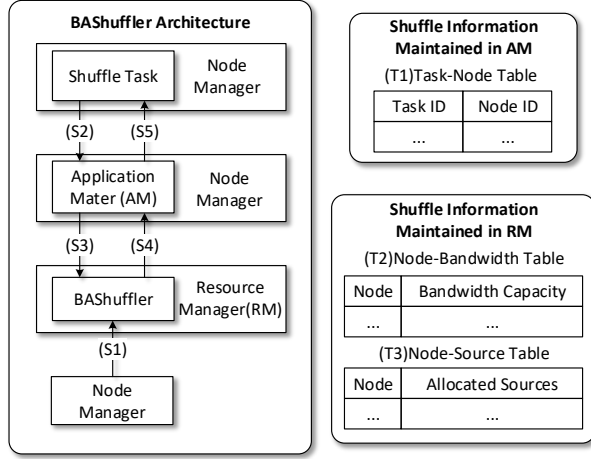 BAShuffler Architecture
Shuffle Task
Node
Manager
(S2)
(S5)
Application
Mater (AM)
Node
Manager
(S3)
(S4)
BAShuffler
Resource
Manager(RM)
(S1)
Node
Manager
Shuffle Information
Maintained in AM
(T1)Task-Node Table
Task ID
Node ID
...
...
Shuffle Information
Maintained in RM
(T2)Node-Bandwidth Table
Node
Bandwidth Capacity
...
...
(T3)Node-Source Table
Node
Allocated Sources
...
...